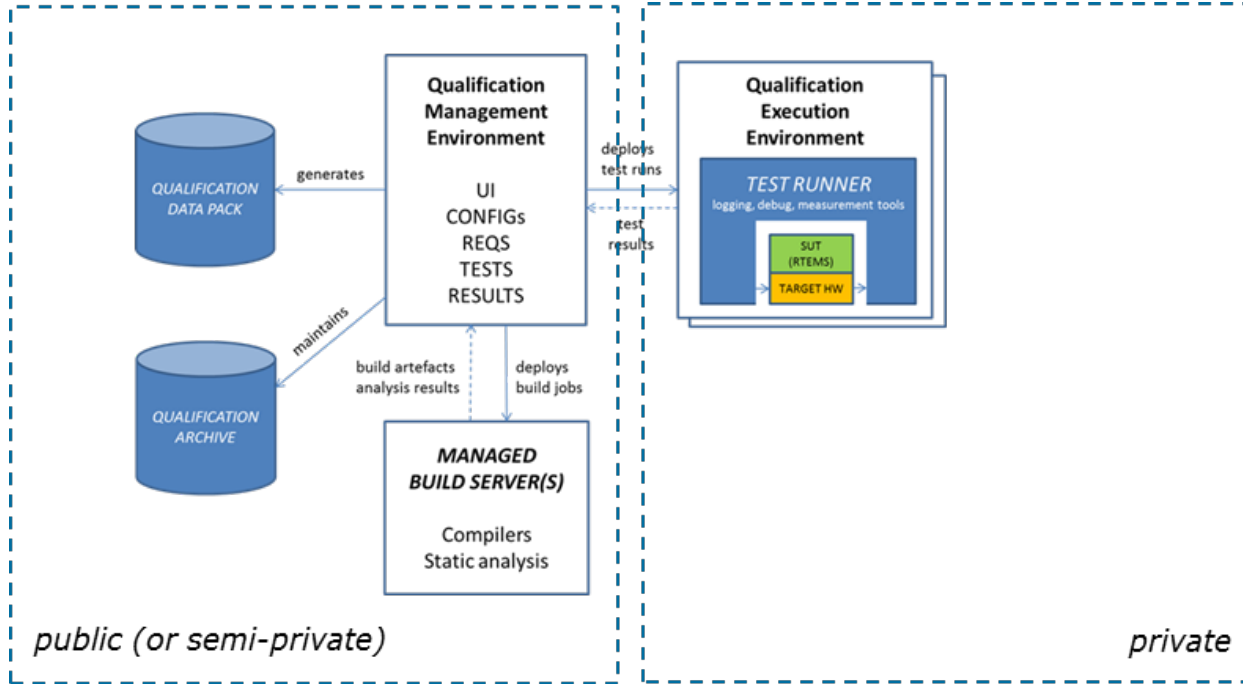 Qualification
Management
Environment
UI
CONFIGs
REQS
TESTS
RESULTS
QUALIFICATION
DATA PACK
generates
maintains
QUALIFICATION
ARCHIVE
build artefacts
analysis results
deploys
build jobs
MANAGED
BUILD SERVER(S)
Compilers
Static analysis
public (or semi-private)
deploys
test runs
test
results
Qualification
Execution
Environment
TEST RUNNER
logging, debug, measurement tools
SUT
(RTEMS)
TARGET HW
private